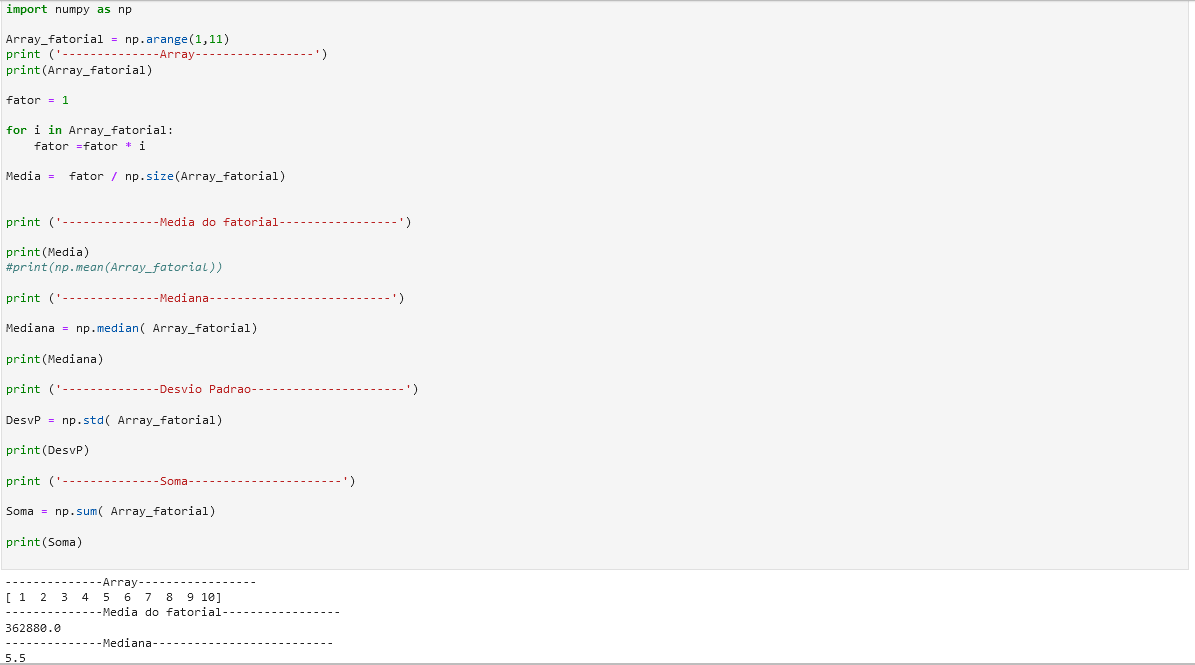 import numpy as np
Array_fatorial = np.arange(1,11)
print ('--------------Array-----------------')
print(Array_fatorial)
fator = 1
for i in Array_fatorial:
    fator =fator * i
Media =  fator / np.size(Array_fatorial)
print ('--------------Media do fatorial-----------------')
print(Media)
#print(np.mean(Array_fatorial))
print ('--------------Mediana--------------------------')
Mediana = np.median( Array_fatorial)
print(Mediana)
print ('--------------Desvio Padrao----------------------')
DesvP = np.std( Array_fatorial)
print(DesvP)
print ('--------------Soma----------------------')
Soma = np.sum( Array_fatorial)
print(Soma)
--------------Array-----------------
[ 1  2  3  4  5  6  7  8  9 10]
--------------Media do fatorial-----------------
362880.0
--------------Mediana--------------------------
5.5